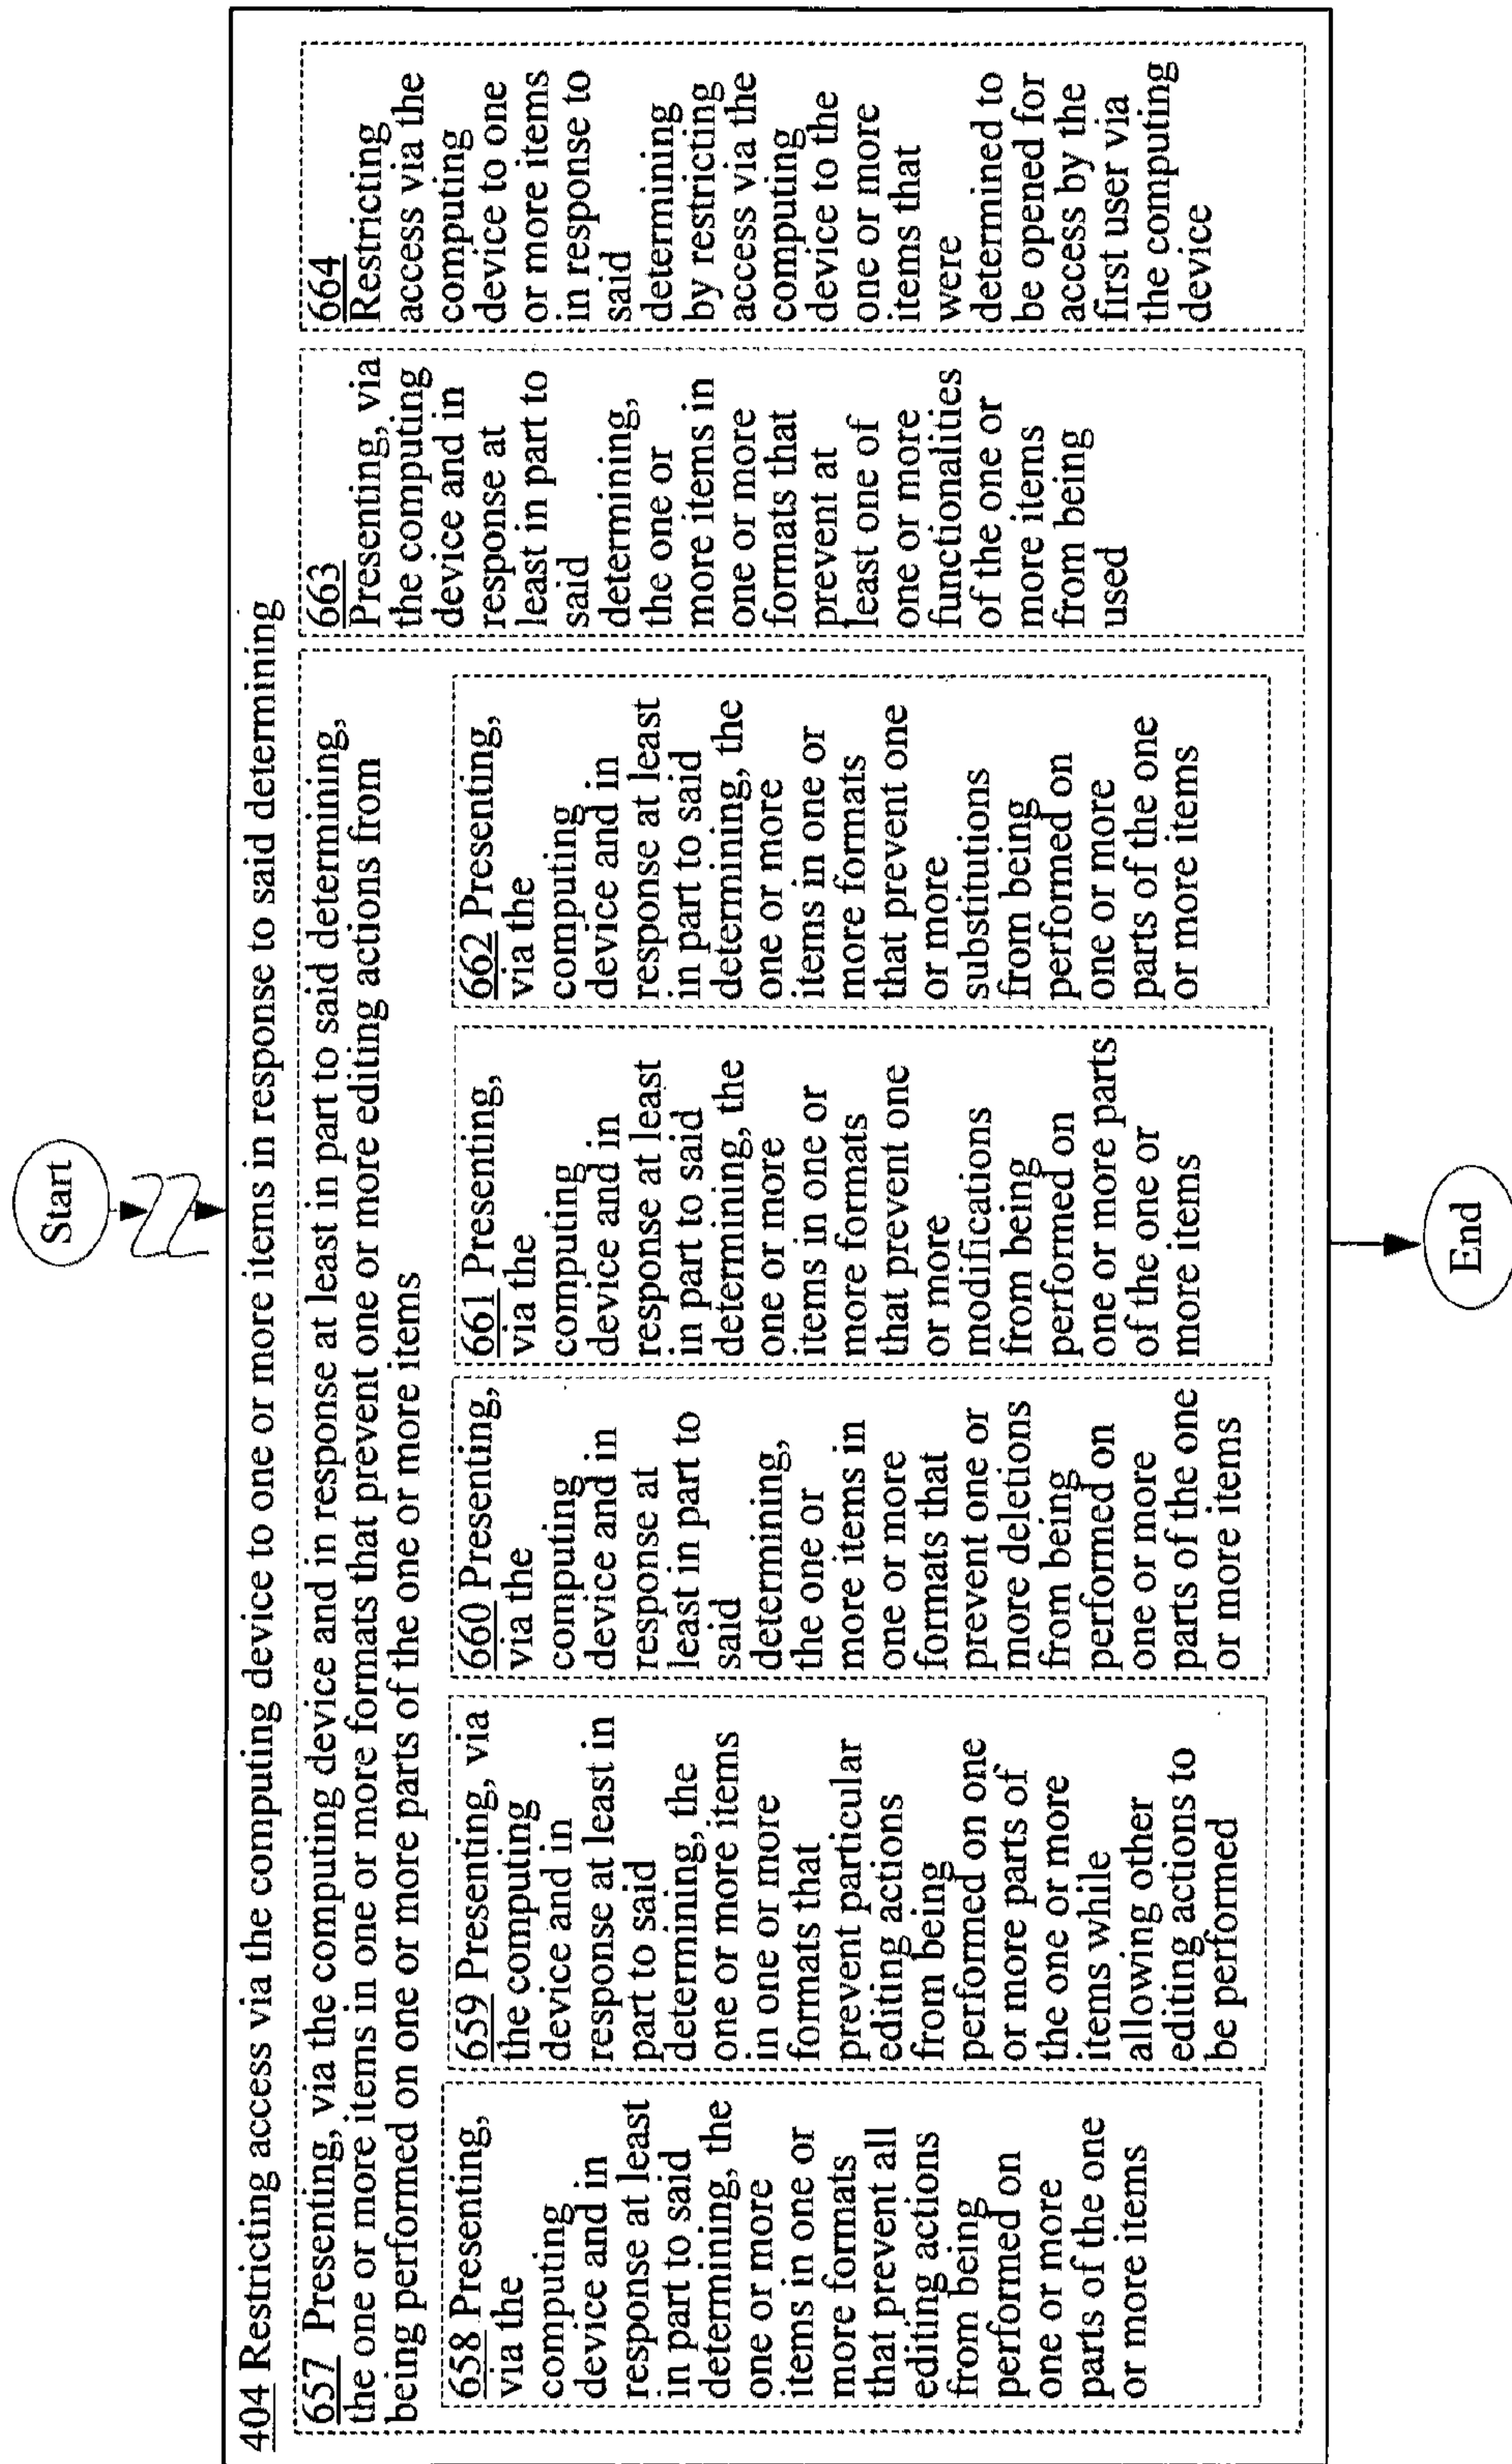 Start
404 Restricting access via the computing device to one or more items in response to said determining
657 Presenting, via the computing device and in response at least in part to said determining,
the one or more items in one or more formats that prevent one or more editing actions from
being performed on one or more parts of the one or more items
658 Presenting,
via the
computing
device and in
response at least
in part to said
determining, the
one or more
items in one or
more formats
that prevent all
editing actions
from being
performed on
one or more
parts of the one
or more items
659 Presenting, via
the computing
device and in
response at least in
part to said
determining, the
one or more items
in one or more
formats that
prevent particular
editing actions
from being
performed on one
or more parts of
the one or more
items while
allowing other
editing actions to
be performed
660 Presenting,
via the
computing
device and in
response at
least in part to
said
determining,
the one or
more items in
one or more
formats that
prevent one or
more deletions
from being
performed on
one or more
parts of the one
or more items
661 Presenting,
via the
computing
device and in
response at least
in part to said
determining, the
one or more
items in one or
more formats
that prevent one
or more
modifications
from being
performed on
one or more parts
of the one or
more items
662 Presenting,
via the
computing
device and in
response at least
in part to said
determining, the
one or more
items in one or
more formats
that prevent one
or more
substitutions
from being
performed on
one or more
parts of the one
or more items
663
Presenting, via
the computing
device and in
response at
least in part to
said
determining,
the one or
more items in
one or more
formats that
prevent at
least one of
one or more
functionalities
of the one or
more items
from being
used
664
Restricting
access via the
computing
device to one
or more items
in response to
said
determining
by restricting
access via the
computing
device to the
one or more
items that
were
determined to
be opened for
access by the
first user via
the computing
device
End